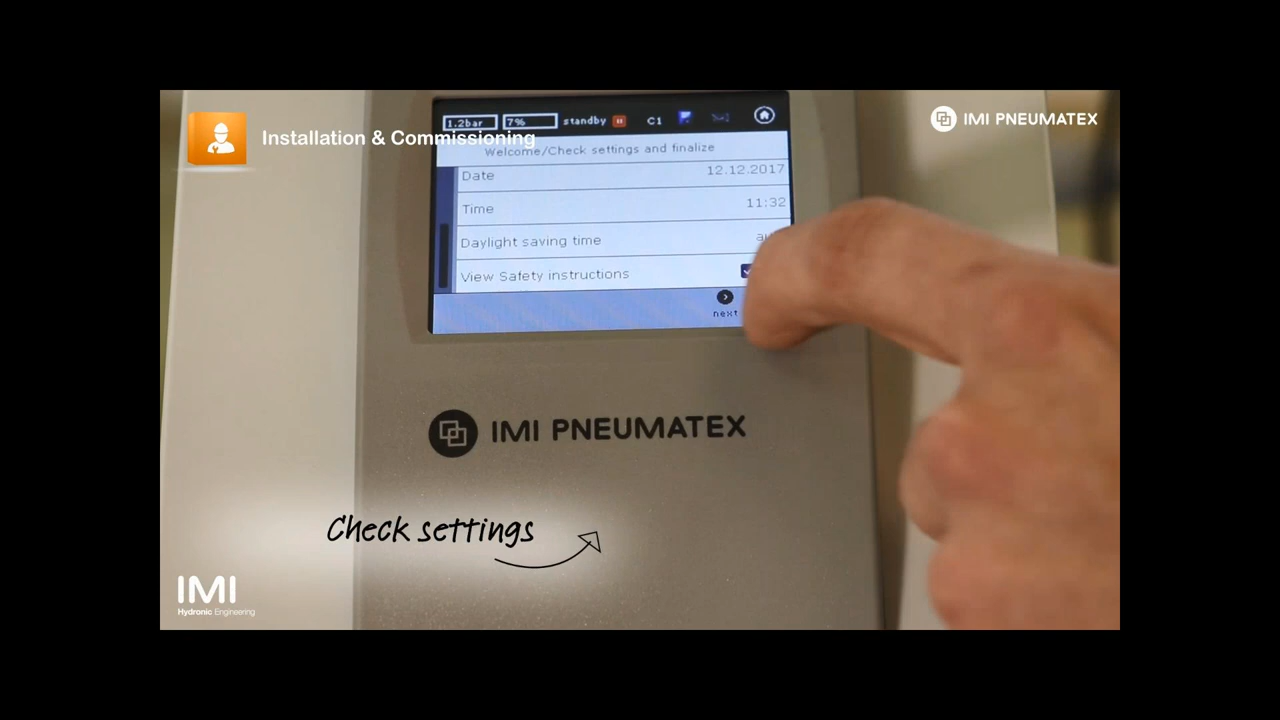 Installation & Commissioning
IMI PNEUMATEX
1.2bar 7% standby C1
Welcome/Check settings and finalize
Date 12.12.2017
Time 11:32
Daylight saving time
View Safety instructions
next
IMI PNEUMATEX
Check settings
IMI
Hydronic Engineering